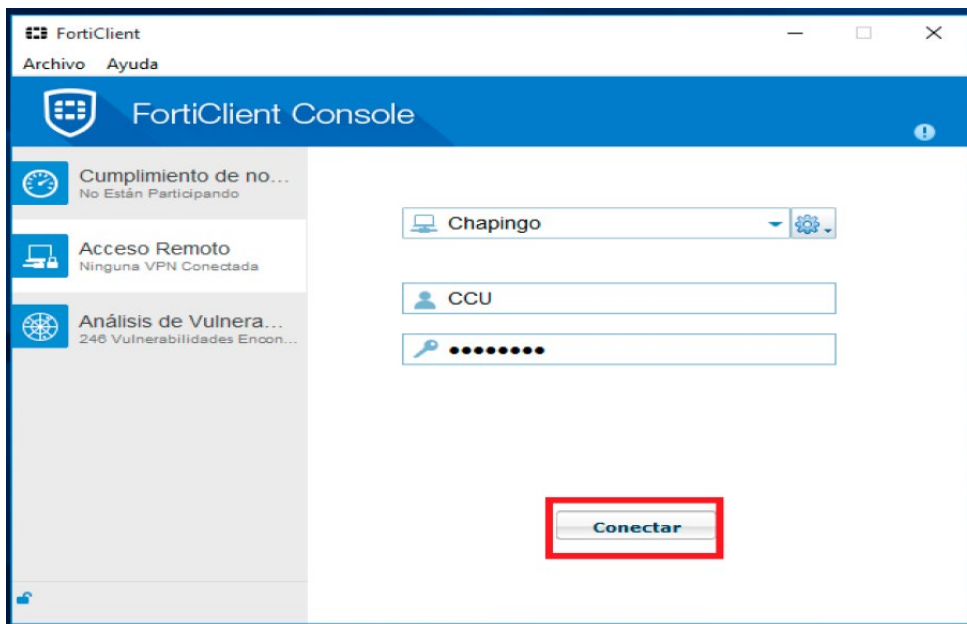 FortiClient
Archivo Ayuda
FortiClient Console
Cumplimiento de no...
No Están Participando
Acceso Remoto
Ninguna VPN Conectada
Análisis de Vulnera...
246 Vulnerabilidades Encon...
Chapingo
CCU
Conectar